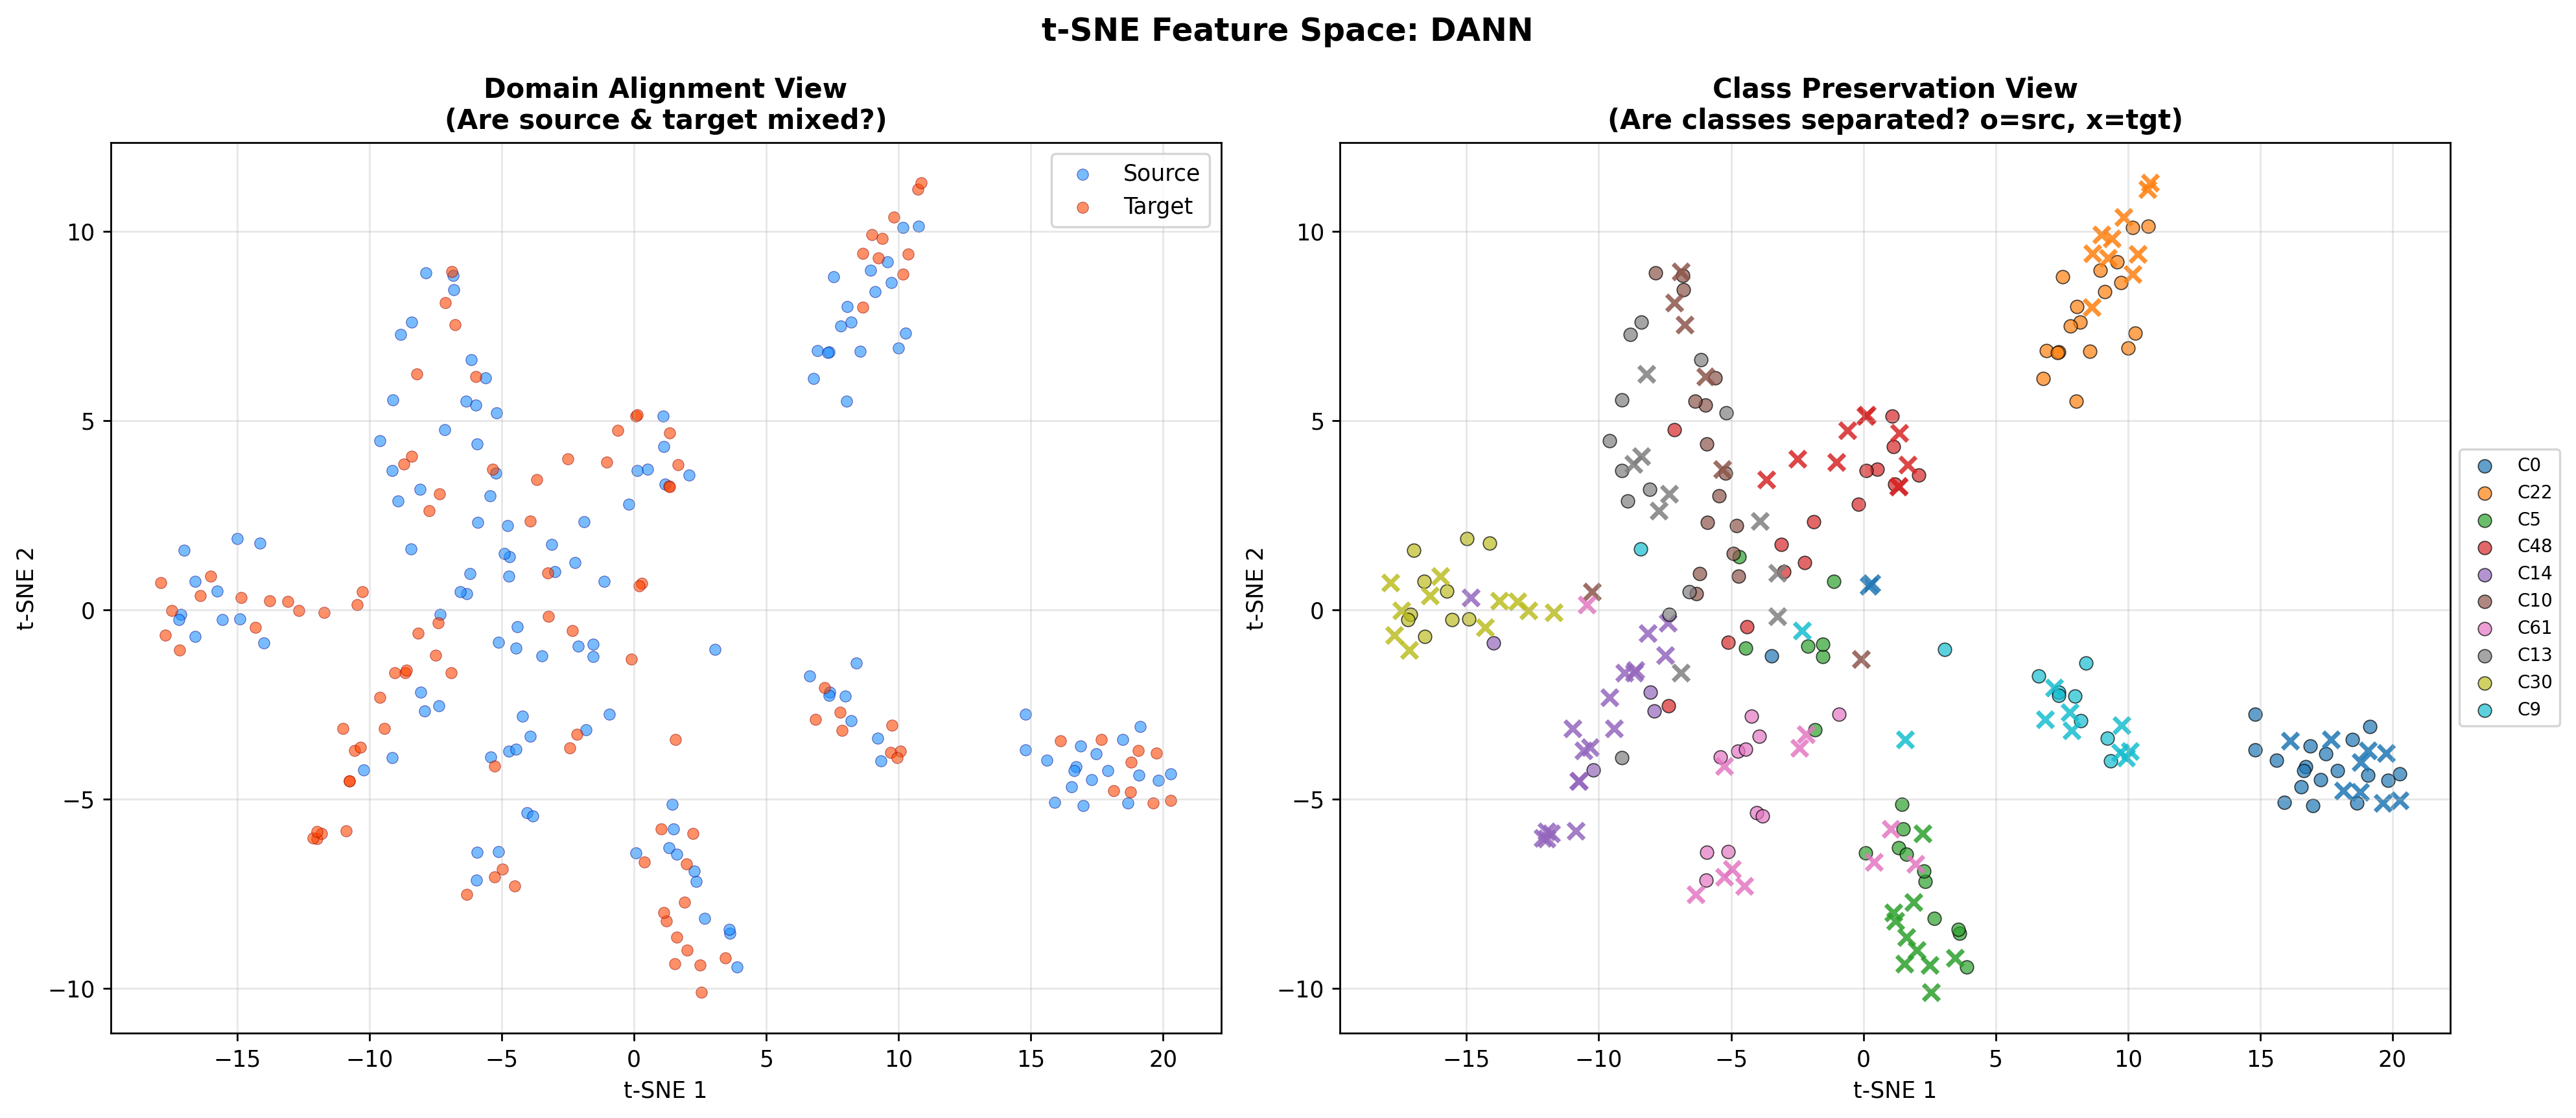 t-SNE Feature Space: DANN
Domain Alignment View
(Are source & target mixed?)
Source
Target
10
5
0
−5
−10
t-SNE 2
−15
−10
−5
0
5
10
15
20
t-SNE 1
Class Preservation View
(Are classes separated? o=src, x=tgt)
10
5
0
−5
−10
t-SNE 2
−15
−10
−5
0
5
10
15
20
t-SNE 1
C0
C22
C5
C48
C14
C10
C61
C13
C30
C9